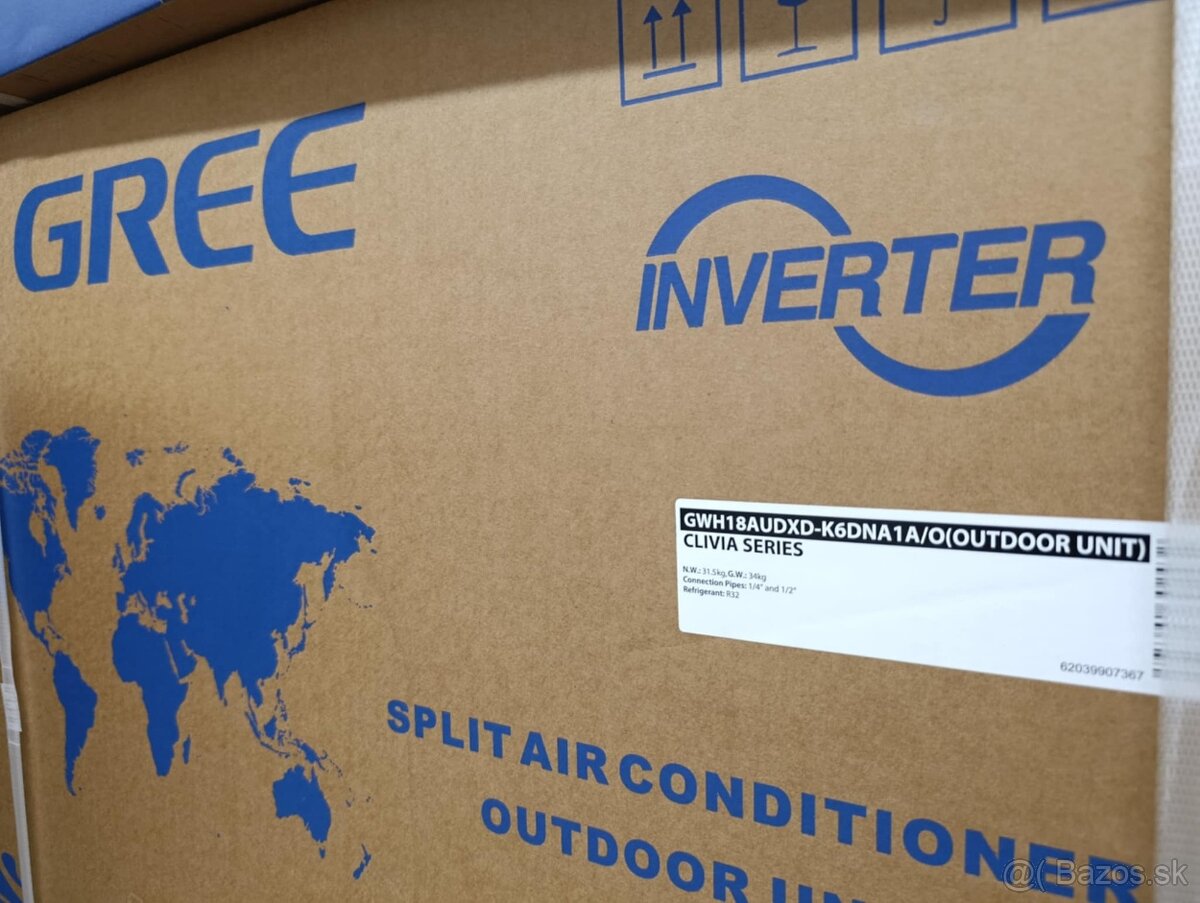 GREE
INVERTER
GWH18AUDXD-K6DNA1A/O(OUTDOOR UNIT)
CLIVIA SERIES
N.W.: 31.5kg, G.W.: 34kg
Connection Pipes: 1/4" and 1/2"
Refrigerant: R32
62039907367
SPLIT AIR CONDITIONER
OUTDOOR
@( Bazos.sk